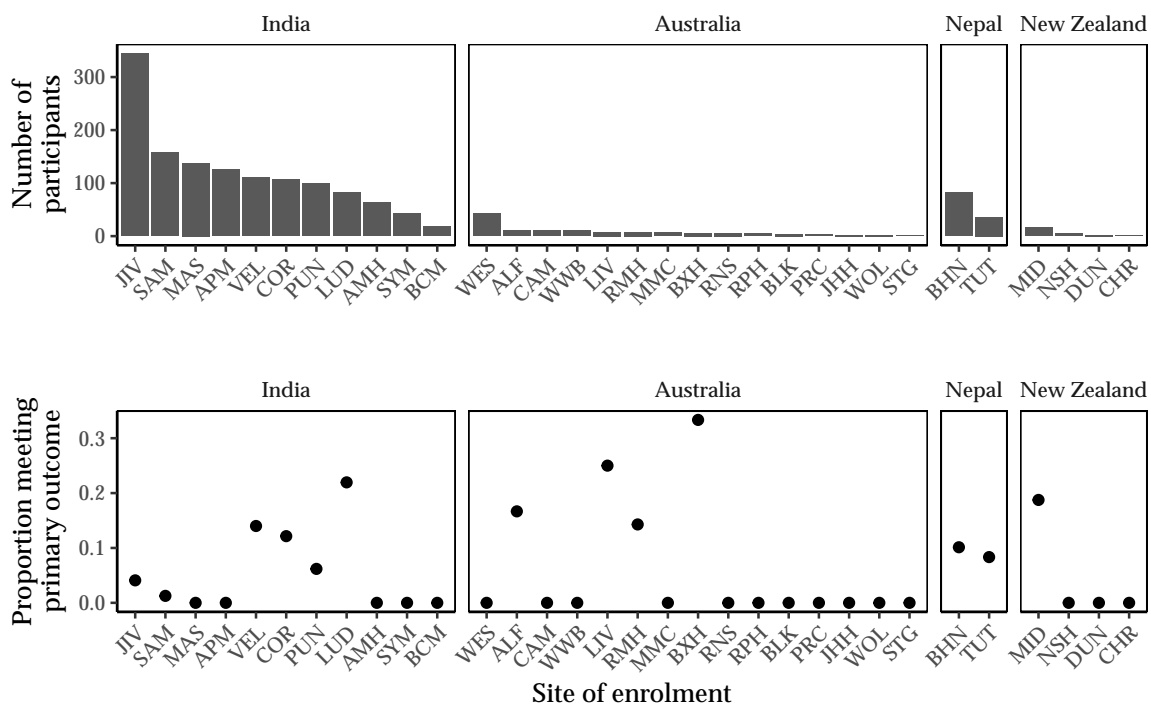 India Australia Nepal New Zealand
Number of
participants
300
200
100
0
JIV SAM MAS APM VEL COR PUN LUD AMH SYM BCM WES ALF CAM WWB LIV RMH MMC BXH RNS RPH BLK PRC JHH WOL STG BHN TUT MID NSH DUN CHR
India Australia Nepal New Zealand
Proportion meeting
primary outcome
0.3
0.2
0.1
0.0
JIV SAM MAS APM VEL COR PUN LUD AMH SYM BCM WES ALF CAM WWB LIV RMH MMC BXH RNS RPH BLK PRC JHH WOL STG BHN TUT MID NSH DUN CHR
Site of enrolment